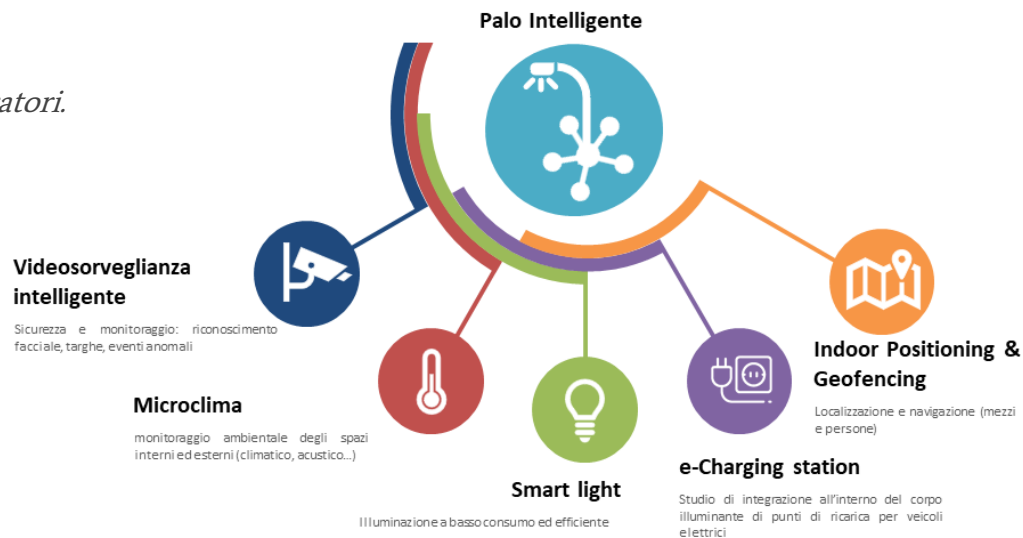 Palo Intelligente
atori.
Videosorveglianza
intelligente
Sicurezza e monitoraggio: riconoscimento
facciale, targhe, eventi anomali
Microclima
monitoraggio ambientale degli spazi
interni ed esterni (climatico, acustico...)
Smart light
Illuminazione a basso consumo ed efficiente
e-Charging station
Studio di integrazione all'interno del corpo
illuminante di punti di ricarica per veicoli
elettrici
Indoor Positioning &
Geofencing
Localizzazione e navigazione (mezzi
e persone)